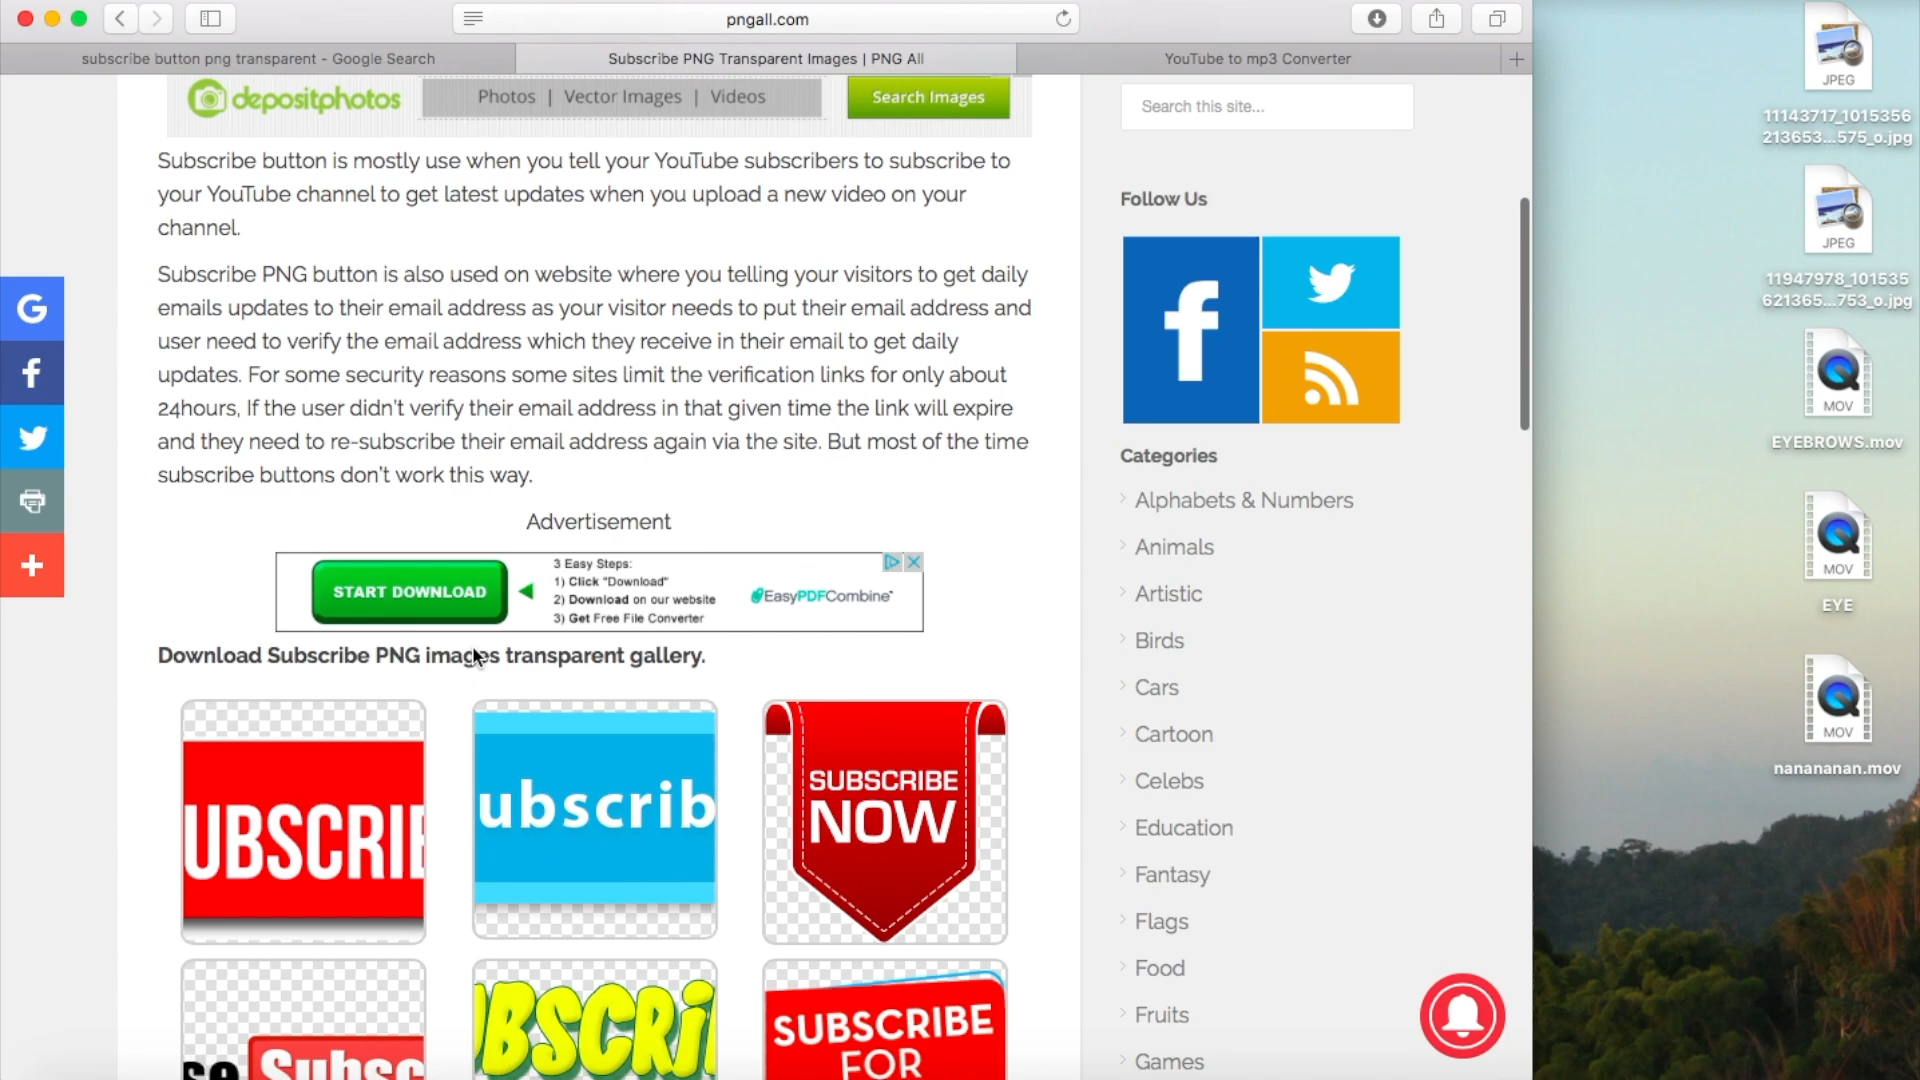 pngall.com
subscribe button png transparent - Google Search
Subscribe PNG Transparent Images | PNG All
YouTube to mp3 Converter
depositphotos
Photos | Vector Images | Videos
Search Images
Search this site...
Subscribe button is mostly use when you tell your YouTube subscribers to subscribe to
your YouTube channel to get latest updates when you upload a new video on your
channel.
Subscribe PNG button is also used on website where you telling your visitors to get daily
emails updates to their email address as your visitor needs to put their email address and
user need to verify the email address which they receive in their email to get daily
updates. For some security reasons some sites limit the verification links for only about
24hours, If the user didn't verify their email address in that given time the link will expire
and they need to re-subscribe their email address again via the site. But most of the time
subscribe buttons don't work this way.
Advertisement
START DOWNLOAD
3 Easy Steps:
1) Click "Download"
2) Download on our website
3) Get Free File Converter
EasyPDFCombine
Download Subscribe PNG images transparent gallery.
UBSCRIE
ubscrib
SUBSCRIBE
NOW
se Subsc
BSCRi
SUBSCRIBE
FOR
Follow Us
Categories
Alphabets & Numbers
Animals
Artistic
Birds
Cars
Cartoon
Celebs
Education
Fantasy
Flags
Food
Fruits
Games
JPEG
11143717_1015356
213653...575_o.jpg
JPEG
11947978_101535
621365...753_o.jpg
MOV
EYEBROWS.mov
MOV
EYE
MOV
nanananan.mov